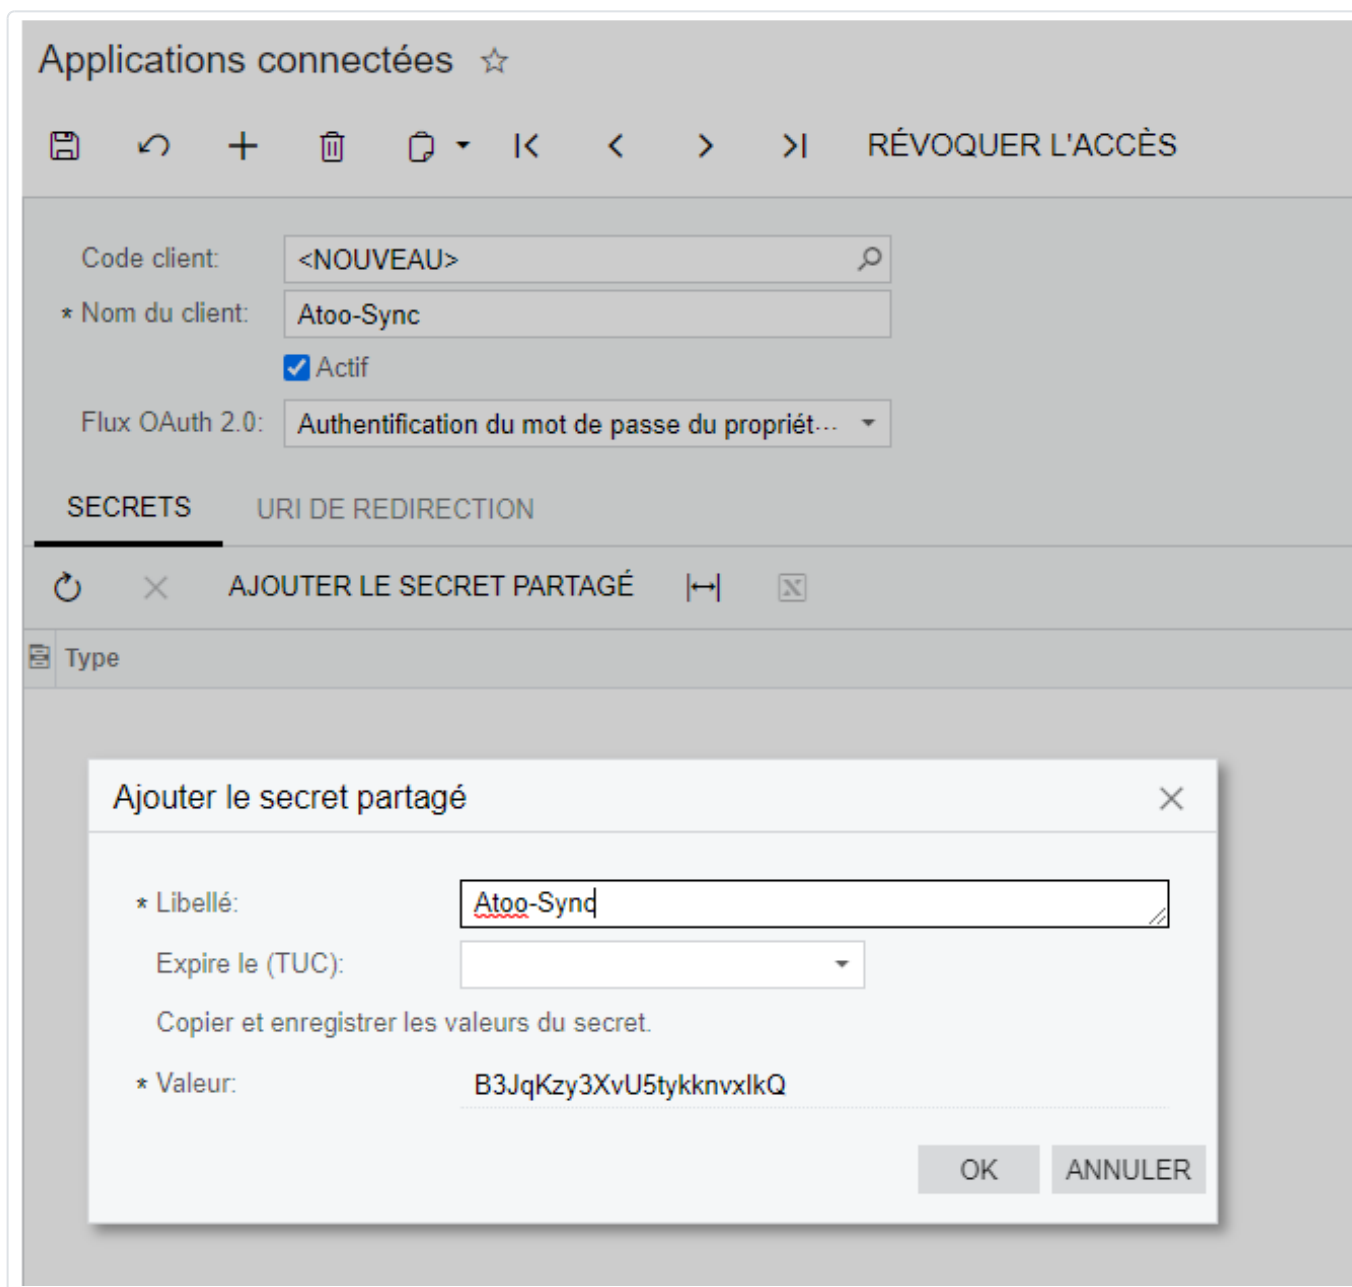 Applications connectées
RÉVOQUER L'ACCÈS
Code client: <NOUVEAU>
* Nom du client: Atoo-Sync
Actif
Flux OAuth 2.0: Authentification du mot de passe du propriét...
SECRETS URI DE REDIRECTION
AJOUTER LE SECRET PARTAGÉ
Type
Ajouter le secret partagé
* Libellé: Atoo-Sync
Expire le (TUC):
Copier et enregistrer les valeurs du secret.
* Valeur: B3JqKzy3XvU5tykknvxIkQ
OK ANNULER